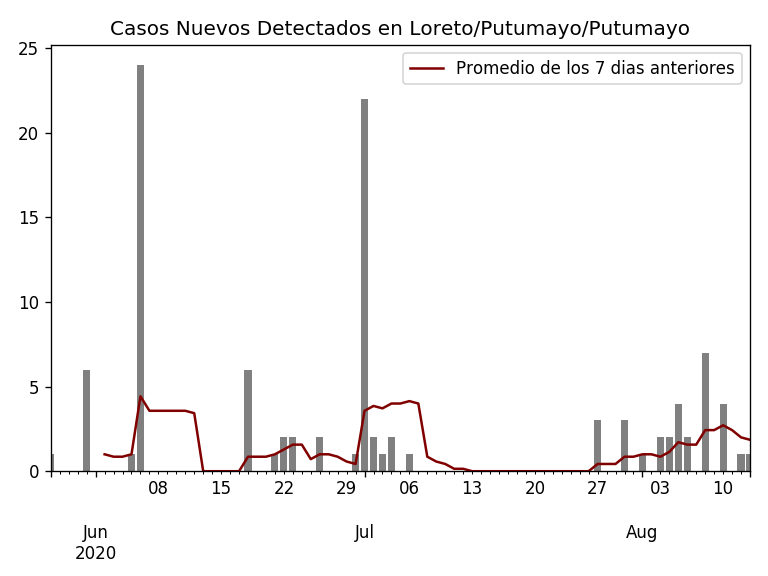 Casos Nuevos Detectados en Loreto/Putumayo/Putumayo
Promedio de los 7 dias anteriores
25
20
15
10
5
0
08 15 22 29 06 13 20 27 03 10
Jun Jul Aug
2020